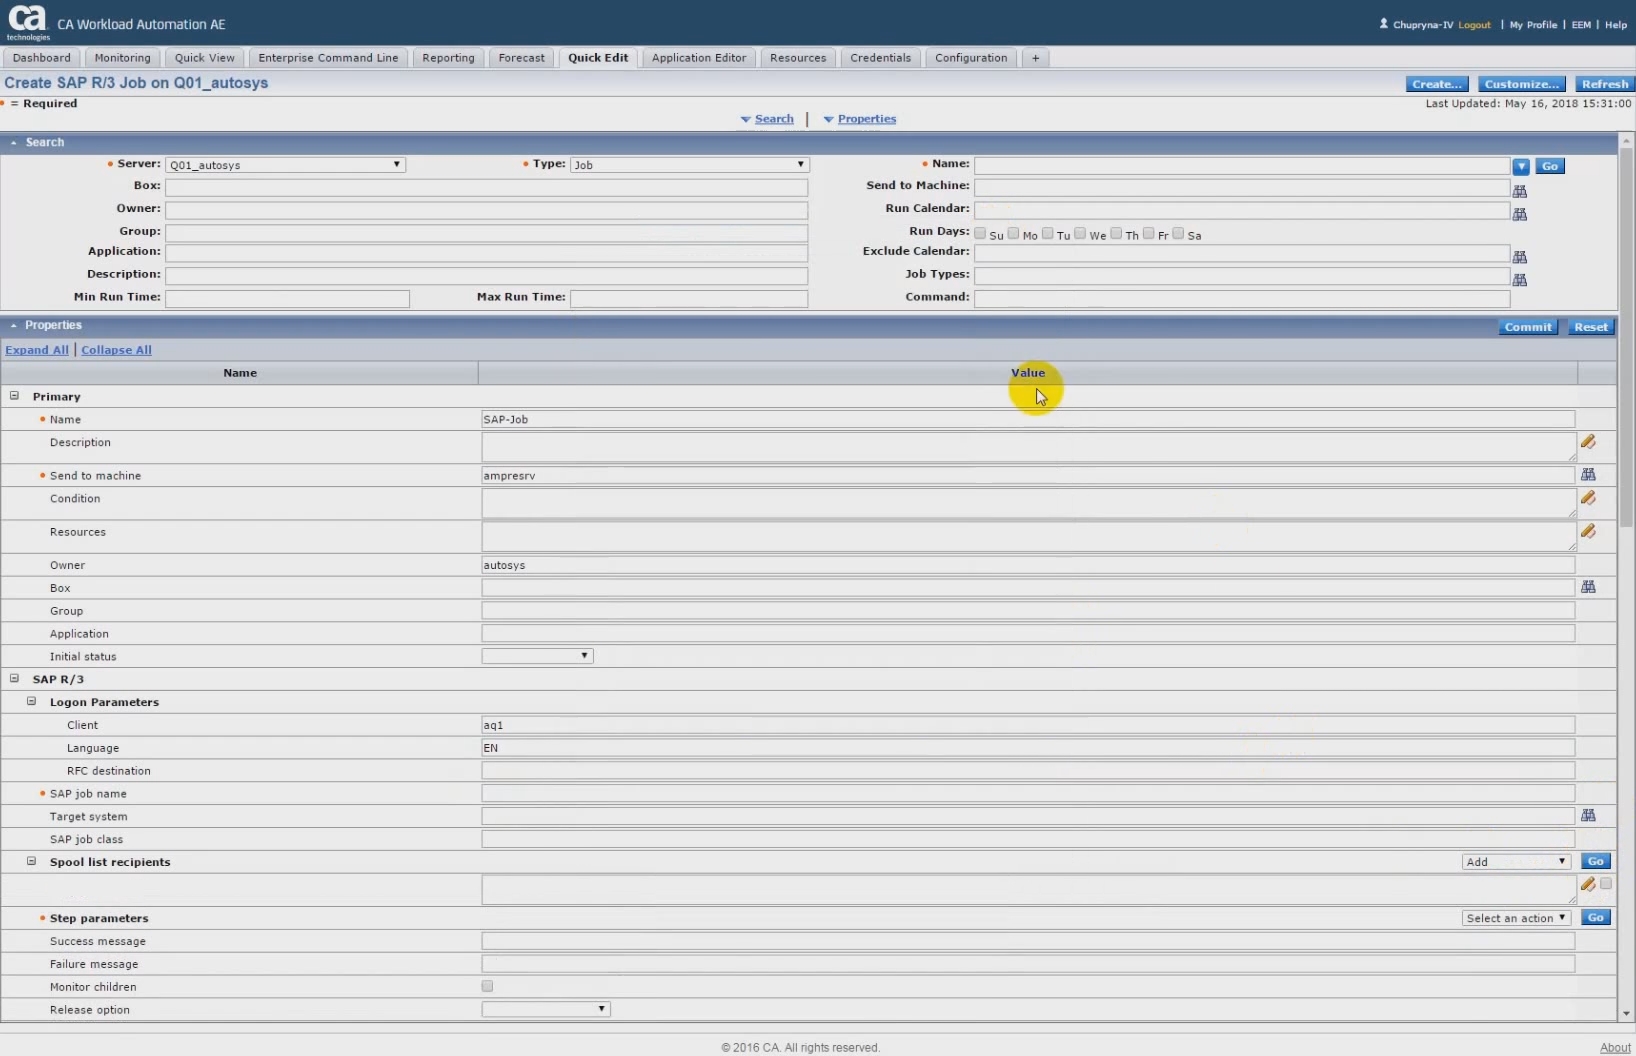 ca
technologies
CA Workload Automation AE
Chupryna-IV Logout | My Profile | EEM | Help
Dashboard Monitoring Quick View Enterprise Command Line Reporting Forecast Quick Edit Application Editor Resources Credentials Configuration +
Create SAP R/3 Job on Q01_autosys
Create... Customize... Refresh
= Required
Last Updated: May 16, 2018 15:31:00
Search | Properties
Search
Server: Q01_autosys Type: Job Name: Go
Box: Send to Machine:
Owner: Run Calendar:
Group: Run Days: Su Mo Tu We Th Fr Sa
Application: Exclude Calendar:
Description: Job Types:
Min Run Time: Max Run Time: Command:
Properties Commit Reset
Expand All | Collapse All
Name Value
Primary
Name SAP-Job
Description
Send to machine ampresrv
Condition
Resources
Owner autosys
Box
Group
Application
Initial status
SAP R/3
Logon Parameters
Client aq1
Language EN
RFC destination
SAP job name
Target system
SAP job class
Spool list recipients Add Go
Step parameters Select an action Go
Success message
Failure message
Monitor children
Release option
© 2016 CA. All rights reserved.
About